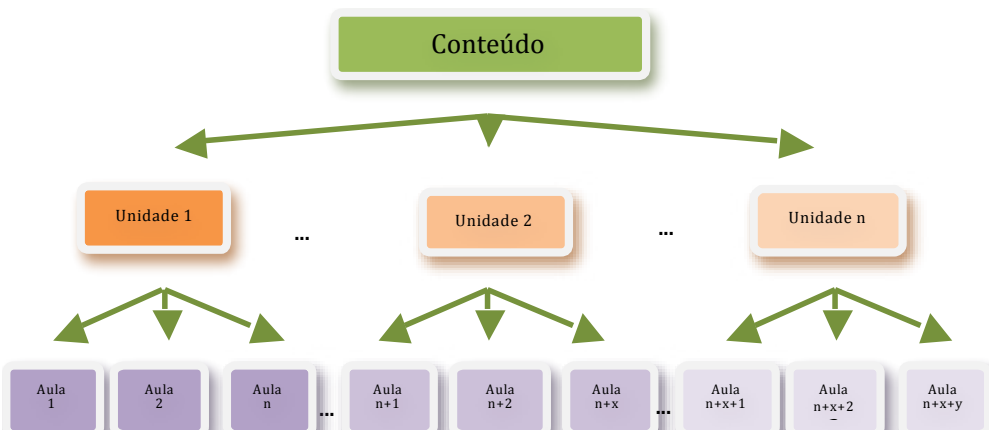 Conteúdo
Unidade 1
...
Unidade 2
...
Unidade n
Aula
1
Aula
2
Aula
n
...
Aula
n+1
Aula
n+2
Aula
n+x
...
Aula
n+x+1
Aula
n+x+2
Aula
n+x+y